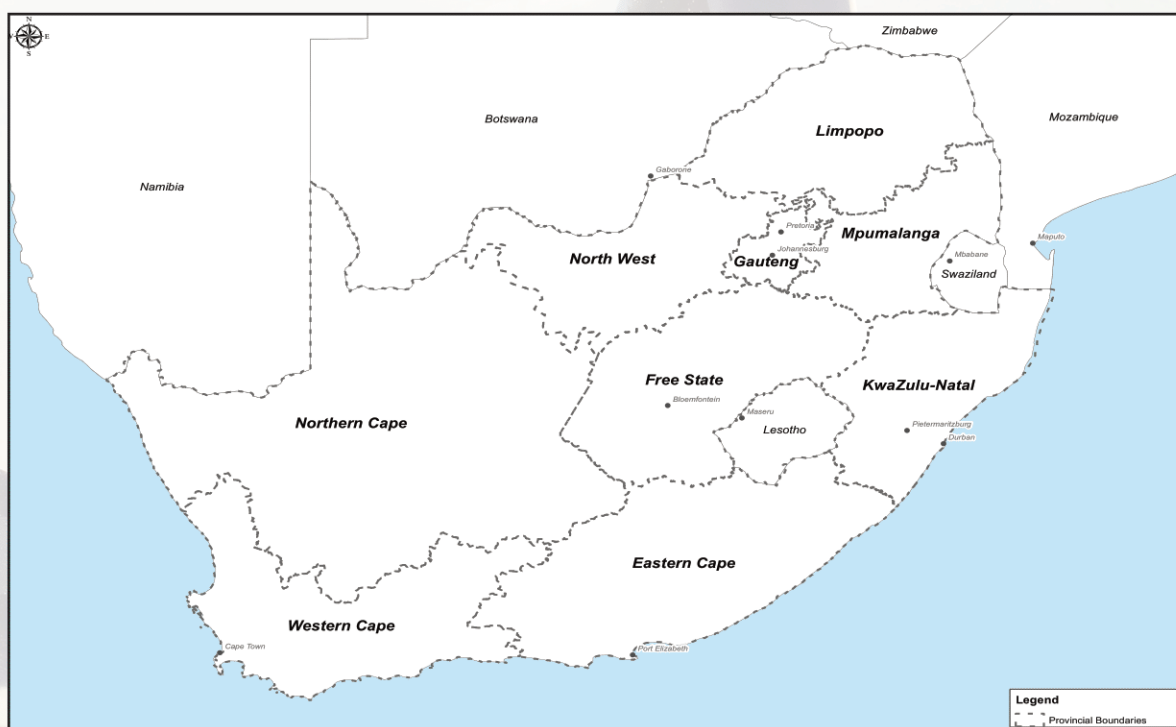 N
E
S
Zimbabwe
Botswana
Mozambique
Limpopo
Gaborone
Namibia
Pretoria
Mpumalanga
Maputo
North West
Johannesburg
Gauteng
Mbabane
Swaziland
Free State
KwaZulu-Natal
Bloemfontein
Maseru
Northern Cape
Lesotho
Pietermaritzburg
Durban
Eastern Cape
Western Cape
Cape Town
Port Elizabeth
Legend
Provincial Boundaries